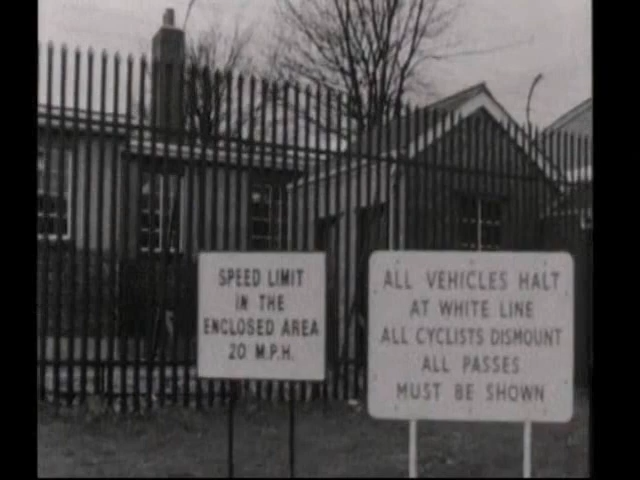 SPEED LIMIT
IN THE
ENCLOSED AREA
20 M.P.H.
ALL VEHICLES HALT
AT WHITE LINE
ALL CYCLISTS DISMOUNT
ALL PASSES
MUST BE SHOWN